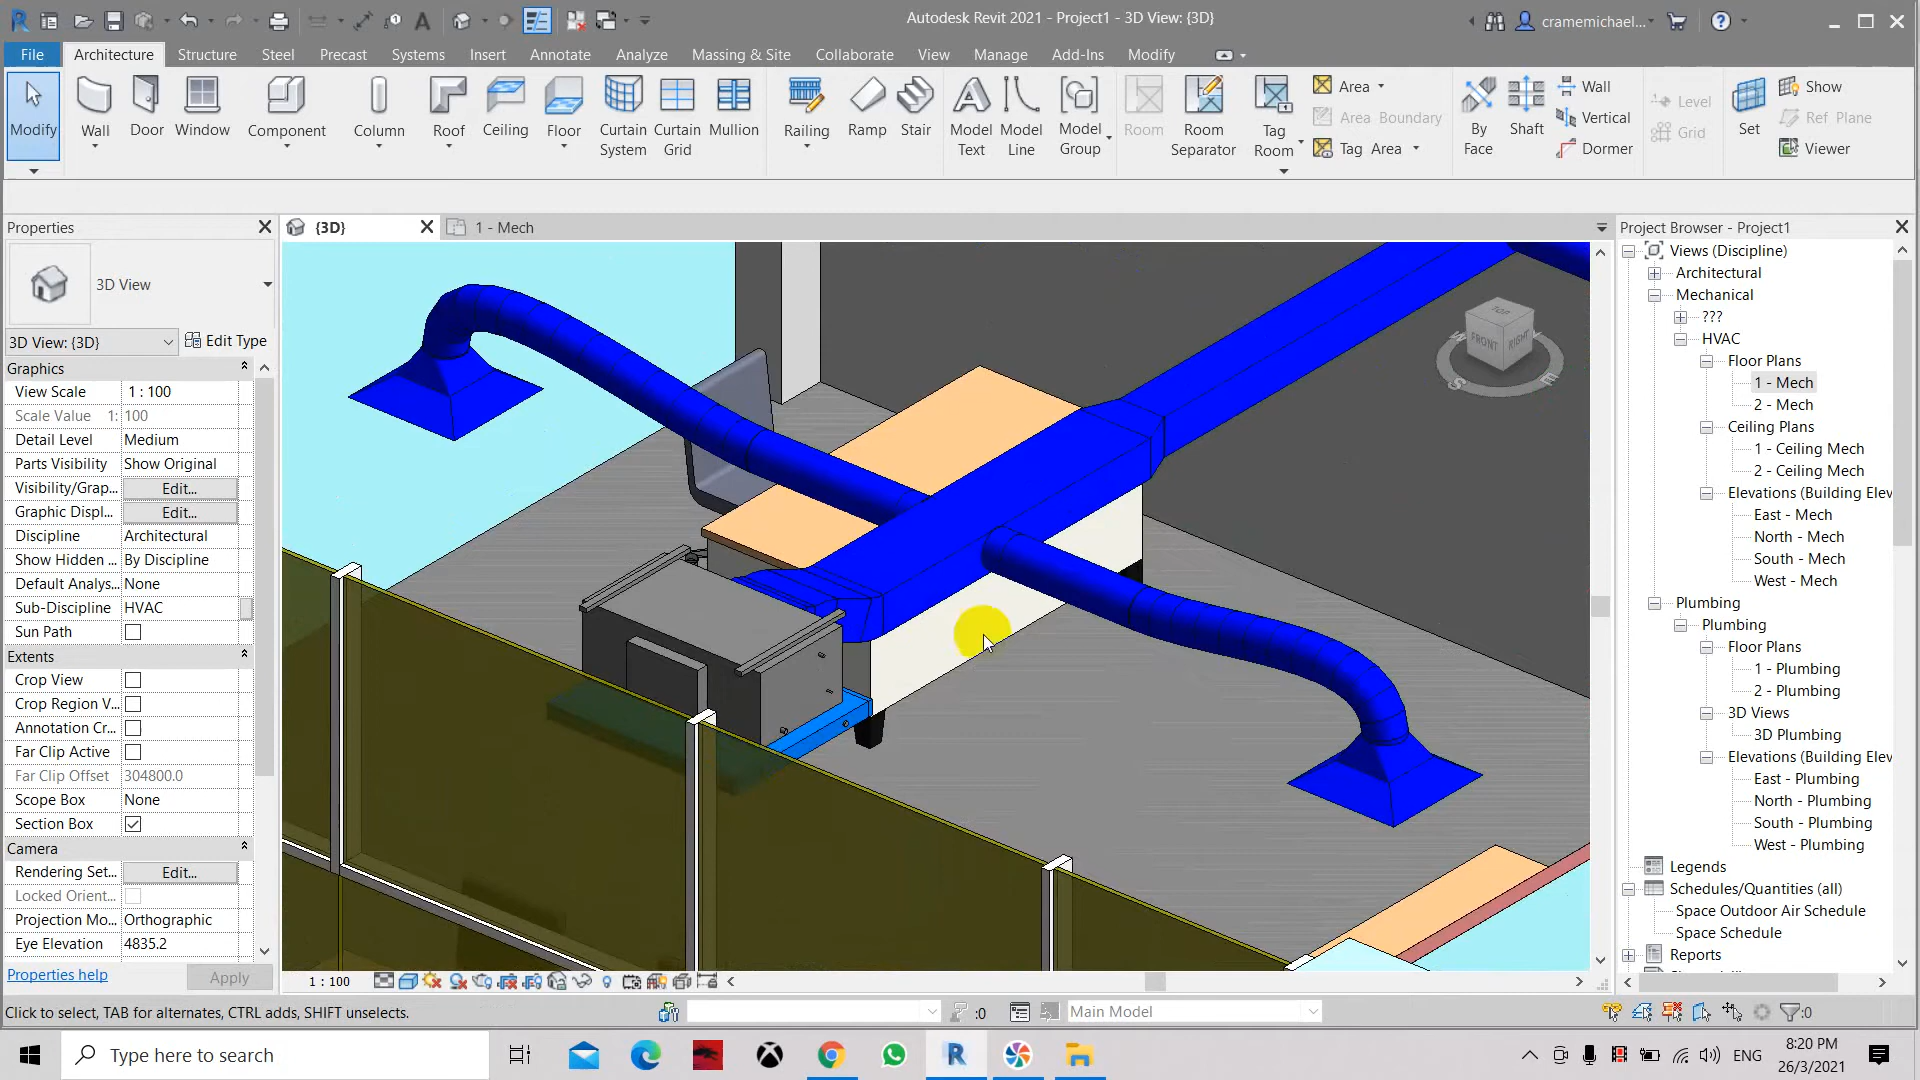 Autodesk Revit 2021 - Project1 - 3D View: {3D}
cramemichael...
File Architecture Structure Steel Precast Systems Insert Annotate Analyze Massing & Site Collaborate View Manage Add-Ins Modify
Modify
Wall
Door
Window
Component
Column
Roof
Ceiling
Floor
Curtain System
Curtain Grid
Mullion
Railing
Ramp
Stair
Model Text
Model Line
Model Group
Room
Room Separator
Tag Room
Area
Area Boundary
Tag Area
By Face
Shaft
Wall
Vertical
Dormer
Level
Grid
Set
Show
Ref Plane
Viewer
Properties
3D View
3D View: {3D}
Edit Type
Graphics
View Scale 1 : 100
Scale Value 1: 100
Detail Level Medium
Parts Visibility Show Original
Visibility/Grap... Edit...
Graphic Displ... Edit...
Discipline Architectural
Show Hidden ... By Discipline
Default Analys... None
Sub-Discipline HVAC
Sun Path
Extents
Crop View
Crop Region V...
Annotation Cr...
Far Clip Active
Far Clip Offset 304800.0
Scope Box None
Section Box
Camera
Rendering Set... Edit...
Locked Orient...
Projection Mo... Orthographic
Eye Elevation 4835.2
Properties help
Apply
{3D}
1 - Mech
TOP
FRONT
RIGHT
S
E
1 : 100
Project Browser - Project1
Views (Discipline)
Architectural
Mechanical
???
HVAC
Floor Plans
1 - Mech
2 - Mech
Ceiling Plans
1 - Ceiling Mech
2 - Ceiling Mech
Elevations (Building Elev
East - Mech
North - Mech
South - Mech
West - Mech
Plumbing
Plumbing
Floor Plans
1 - Plumbing
2 - Plumbing
3D Views
3D Plumbing
Elevations (Building Elev
East - Plumbing
North - Plumbing
South - Plumbing
West - Plumbing
Legends
Schedules/Quantities (all)
Space Outdoor Air Schedule
Space Schedule
Reports
Click to select, TAB for alternates, CTRL adds, SHIFT unselects.
:0
Main Model
:0
Type here to search
ENG
8:20 PM
26/3/2021